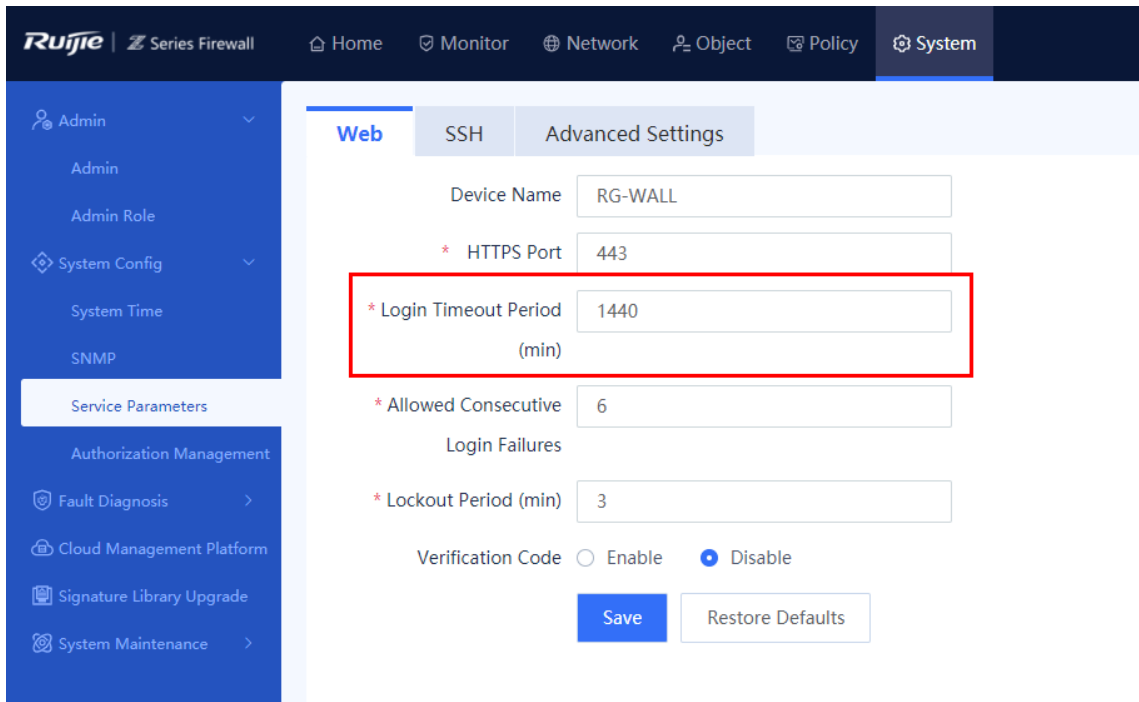 Ruijie | Z Series Firewall
Home
Monitor
Network
Object
Policy
System
Admin
Admin
Admin Role
System Config
System Time
SNMP
Service Parameters
Authorization Management
Fault Diagnosis
Cloud Management Platform
Signature Library Upgrade
System Maintenance
Web
SSH
Advanced Settings
Device Name
RG-WALL
* HTTPS Port
443
* Login Timeout Period
(min)
1440
* Allowed Consecutive
Login Failures
6
* Lockout Period (min)
3
Verification Code
Enable
Disable
Save
Restore Defaults